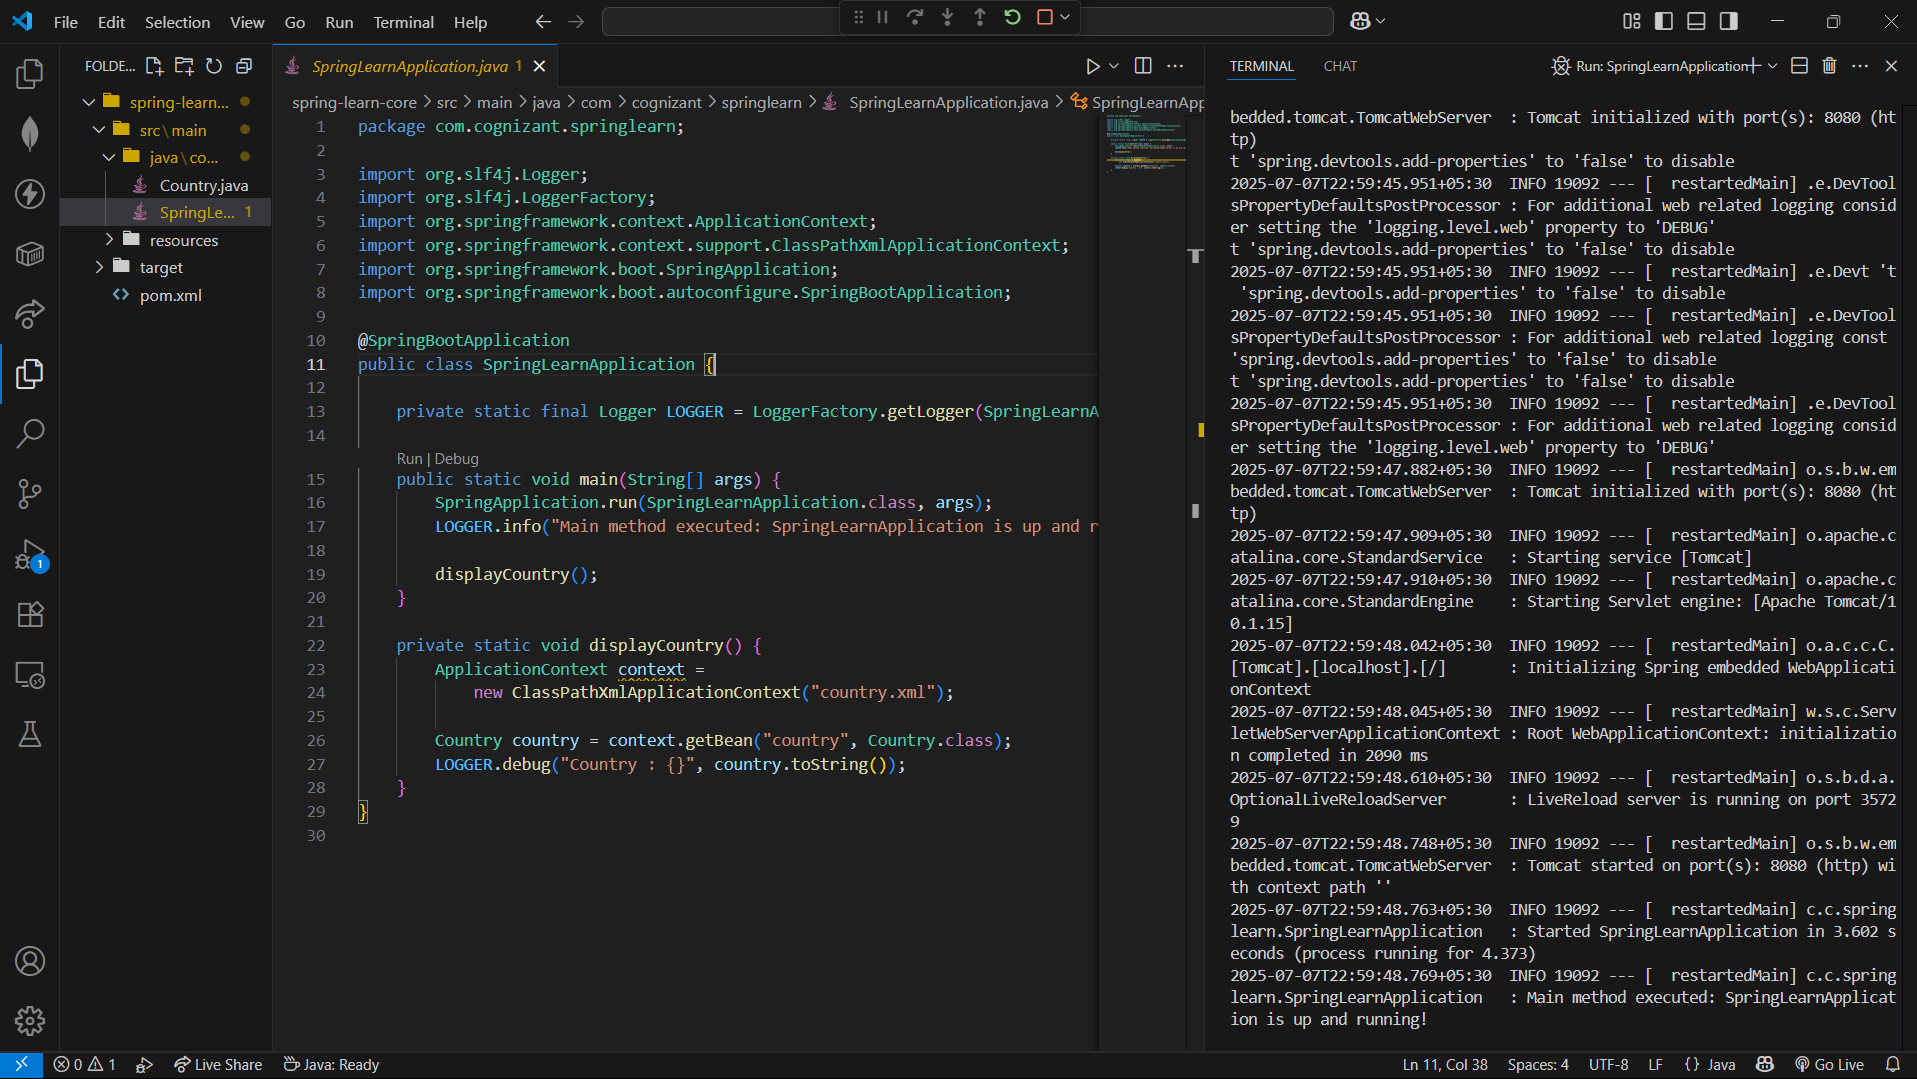 File Edit Selection View Go Run Terminal Help
FOLDE...
spring-learn...
src\main
java\co...
Country.java
SpringLe... 1
resources
target
pom.xml
1
SpringLearnApplication.java 1
spring-learn-core > src > main > java > com > cognizant > springlearn > SpringLearnApplication.java > SpringLearnApp
1 package com.cognizant.springlearn;
2
3 import org.slf4j.Logger;
4 import org.slf4j.LoggerFactory;
5 import org.springframework.context.ApplicationContext;
6 import org.springframework.context.support.ClassPathXmlApplicationContext;
7 import org.springframework.boot.SpringApplication;
8 import org.springframework.boot.autoconfigure.SpringBootApplication;
9
10 @SpringBootApplication
11 public class SpringLearnApplication {
12
13 private static final Logger LOGGER = LoggerFactory.getLogger(SpringLearnA
14
Run | Debug
15 public static void main(String[] args) {
16 SpringApplication.run(SpringLearnApplication.class, args);
17 LOGGER.info("Main method executed: SpringLearnApplication is up and r
18
19 displayCountry();
20 }
21
22 private static void displayCountry() {
23 ApplicationContext context =
24 new ClassPathXmlApplicationContext("country.xml");
25
26 Country country = context.getBean("country", Country.class);
27 LOGGER.debug("Country : {}", country.toString());
28 }
29 }
30
TERMINAL CHAT
Run: SpringLearnApplication
bedded.tomcat.TomcatWebServer  : Tomcat initialized with port(s): 8080 (ht
tp)
t 'spring.devtools.add-properties' to 'false' to disable
2025-07-07T22:59:45.951+05:30  INFO 19092 --- [  restartedMain] .e.DevTool
sPropertyDefaultsPostProcessor : For additional web related logging consid
er setting the 'logging.level.web' property to 'DEBUG'
t 'spring.devtools.add-properties' to 'false' to disable
2025-07-07T22:59:45.951+05:30  INFO 19092 --- [  restartedMain] .e.Devt 't
 'spring.devtools.add-properties' to 'false' to disable
2025-07-07T22:59:45.951+05:30  INFO 19092 --- [  restartedMain] .e.DevTool
sPropertyDefaultsPostProcessor : For additional web related logging const
'spring.devtools.add-properties' to 'false' to disable
t 'spring.devtools.add-properties' to 'false' to disable
2025-07-07T22:59:45.951+05:30  INFO 19092 --- [  restartedMain] .e.DevTool
sPropertyDefaultsPostProcessor : For additional web related logging consid
er setting the 'logging.level.web' property to 'DEBUG'
2025-07-07T22:59:47.882+05:30  INFO 19092 --- [  restartedMain] o.s.b.w.em
bedded.tomcat.TomcatWebServer  : Tomcat initialized with port(s): 8080 (ht
tp)
2025-07-07T22:59:47.909+05:30  INFO 19092 --- [  restartedMain] o.apache.c
atalina.core.StandardService   : Starting service [Tomcat]
2025-07-07T22:59:47.910+05:30  INFO 19092 --- [  restartedMain] o.apache.c
atalina.core.StandardEngine    : Starting Servlet engine: [Apache Tomcat/1
0.1.15]
2025-07-07T22:59:48.042+05:30  INFO 19092 --- [  restartedMain] o.a.c.c.C.
[Tomcat].[localhost].[/]       : Initializing Spring embedded WebApplicati
onContext
2025-07-07T22:59:48.045+05:30  INFO 19092 --- [  restartedMain] w.s.c.Serv
letWebServerApplicationContext : Root WebApplicationContext: initializatio
n completed in 2090 ms
2025-07-07T22:59:48.610+05:30  INFO 19092 --- [  restartedMain] o.s.b.d.a.
OptionalLiveReloadServer       : LiveReload server is running on port 3572
9
2025-07-07T22:59:48.748+05:30  INFO 19092 --- [  restartedMain] o.s.b.w.em
bedded.tomcat.TomcatWebServer  : Tomcat started on port(s): 8080 (http) wi
th context path ''
2025-07-07T22:59:48.763+05:30  INFO 19092 --- [  restartedMain] c.c.spring
learn.SpringLearnApplication   : Started SpringLearnApplication in 3.602 s
econds (process running for 4.373)
2025-07-07T22:59:48.769+05:30  INFO 19092 --- [  restartedMain] c.c.spring
learn.SpringLearnApplication   : Main method executed: SpringLearnApplicat
ion is up and running!
0 1 Live Share Java: Ready
Ln 11, Col 38 Spaces: 4 UTF-8 LF {} Java Go Live